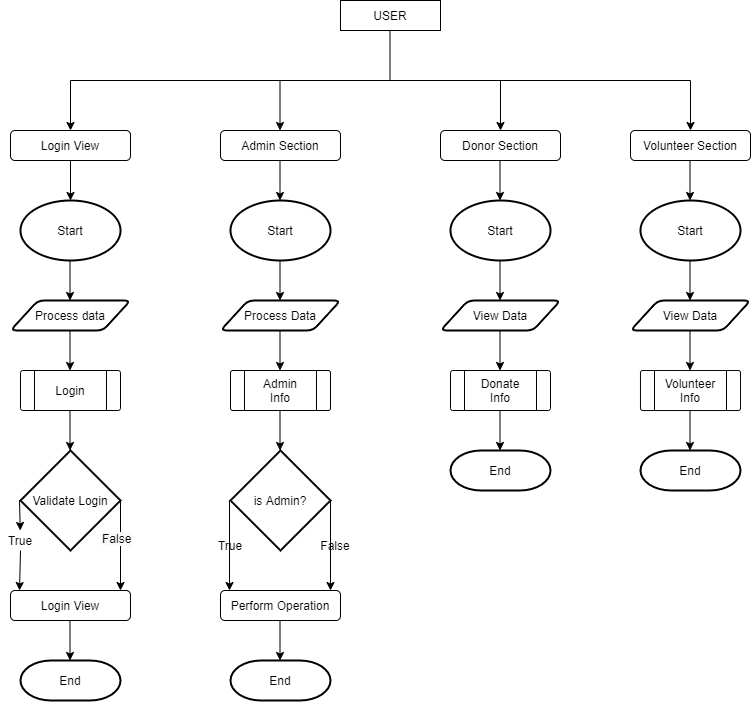 USER
Login View
Admin Section
Donor Section
Volunteer Section
Start
Start
Start
Start
Process data
Process Data
View Data
View Data
Login
Admin
Info
Donate
Info
Volunteer
Info
Validate Login
is Admin?
End
End
True
False
True
False
Login View
Perform Operation
End
End